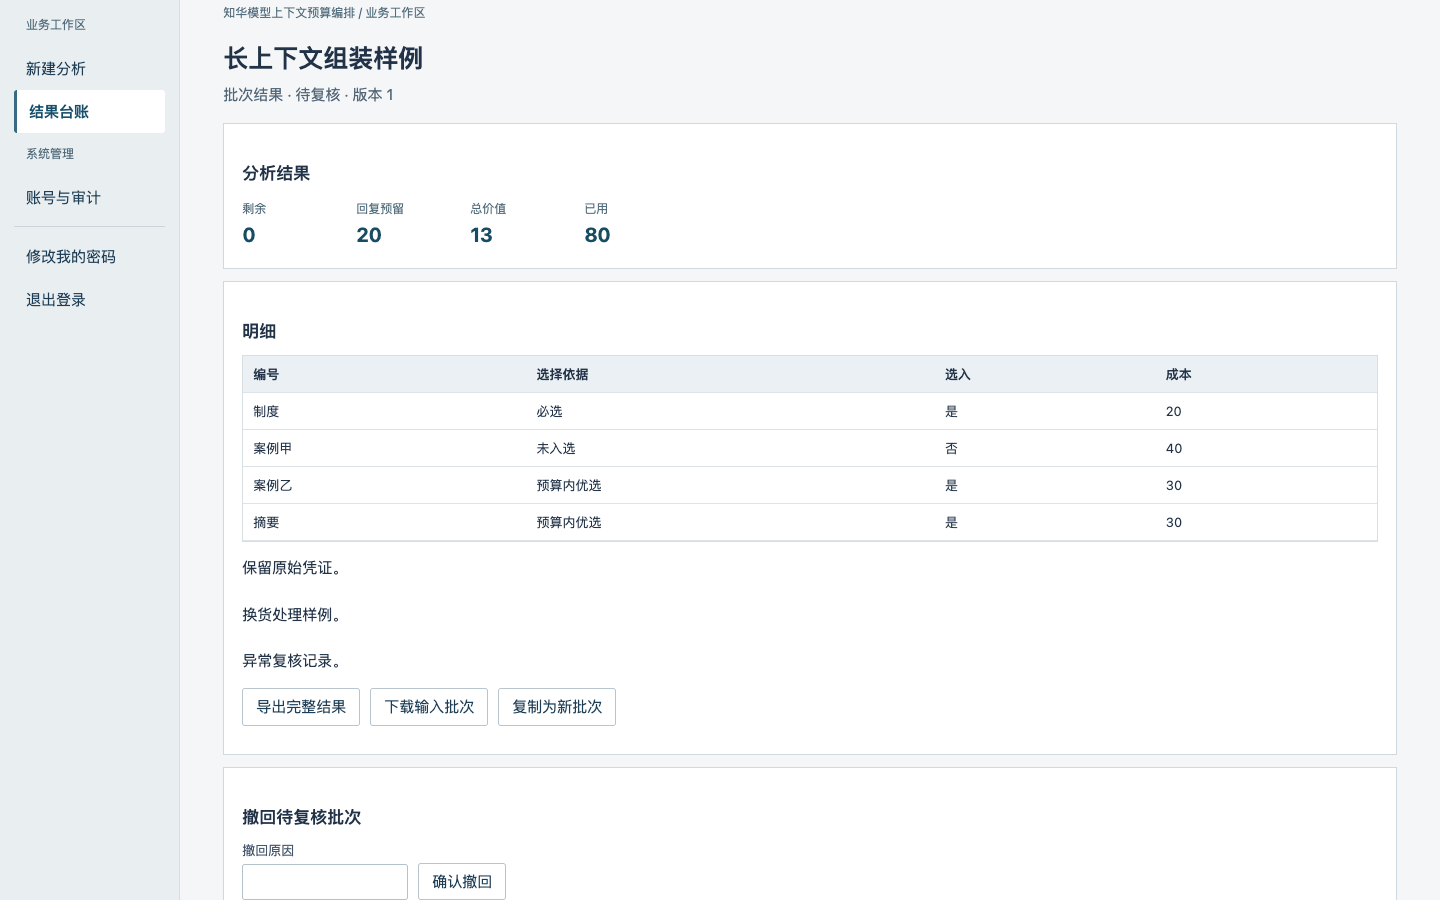 业务工作区
新建分析
结果台账
系统管理
账号与审计
修改我的密码
退出登录
知华模型上下文预算编排 / 业务工作区
长上下文组装样例
批次结果 · 待复核 · 版本 1
分析结果
剩余 回复预留 总价值 已用
0 20 13 80
明细
编号 选择依据 选入 成本
制度 必选 是 20
案例甲 未入选 否 40
案例乙 预算内优选 是 30
摘要 预算内优选 是 30
保留原始凭证。
换货处理样例。
异常复核记录。
导出完整结果 下载输入批次 复制为新批次
撤回待复核批次
撤回原因
确认撤回